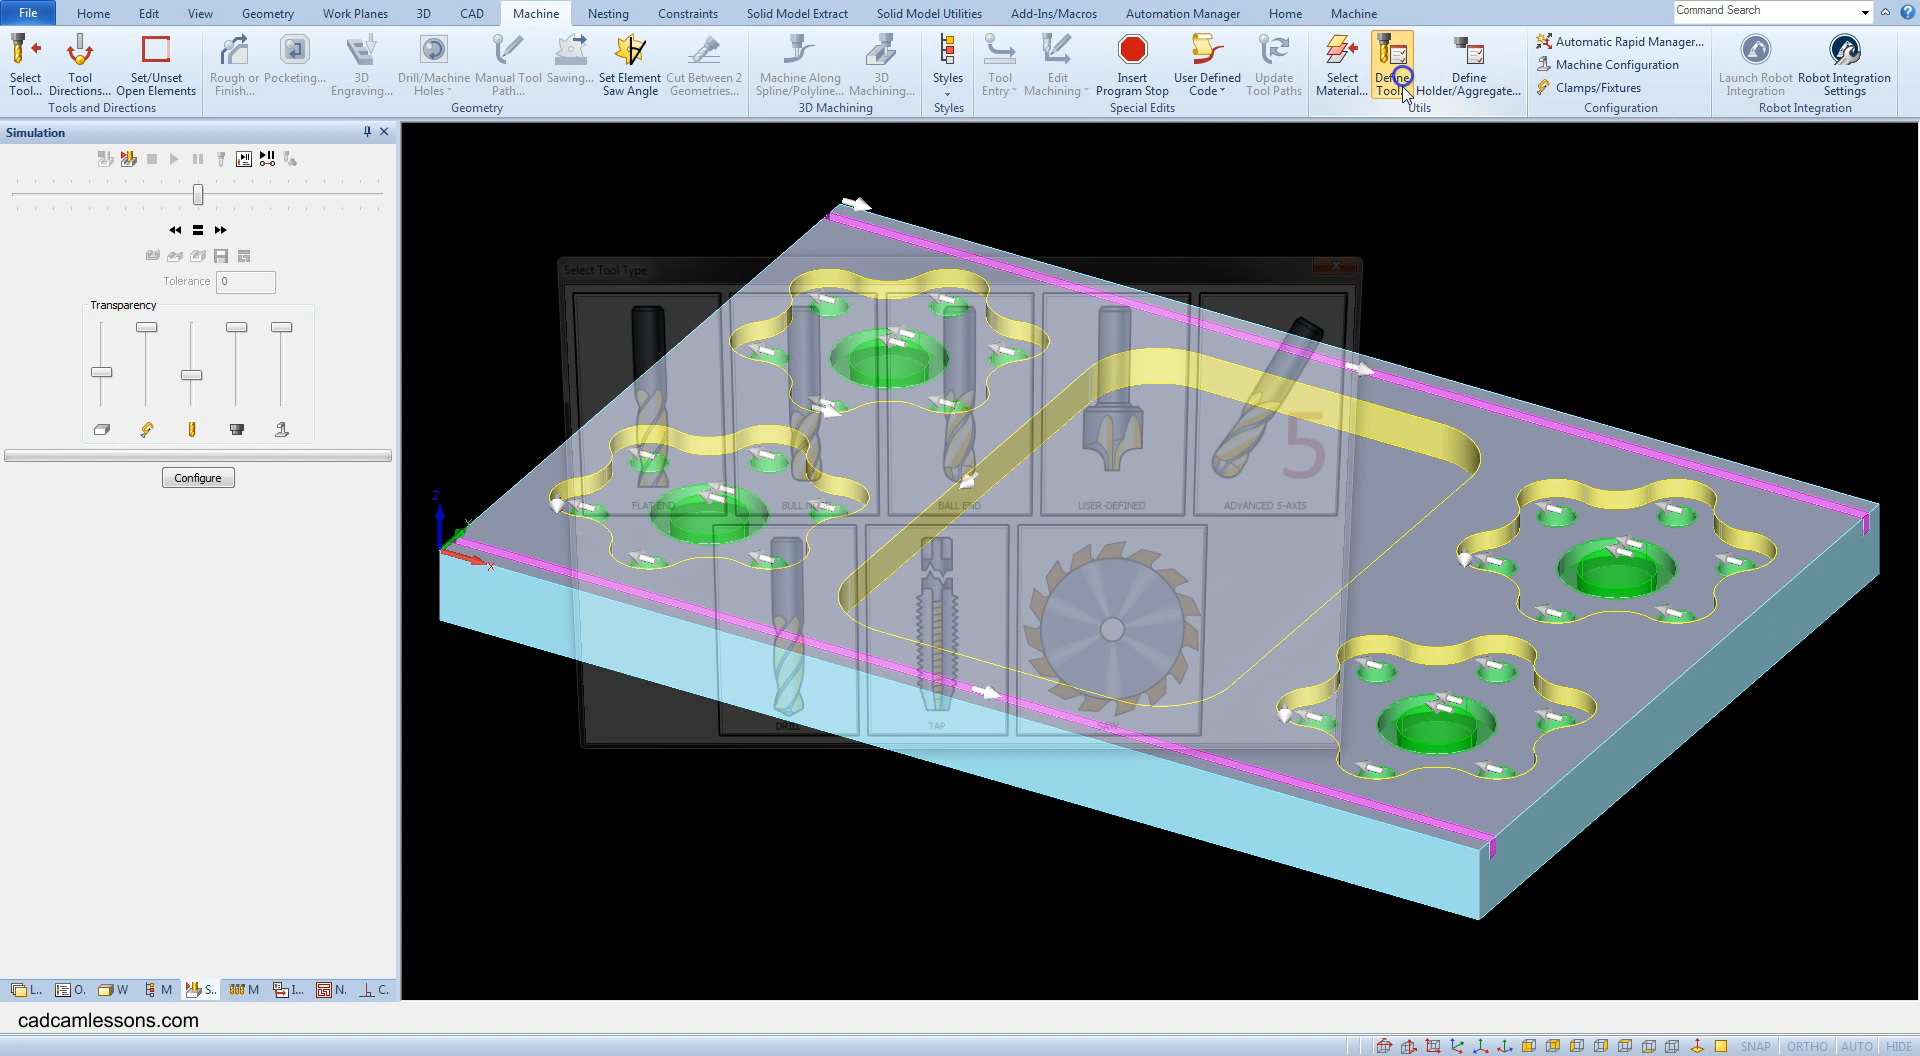 File Home Edit View Geometry Work Planes 3D CAD Machine Nesting Constraints Solid Model Extract Solid Model Utilities Add-Ins/Macros Automation Manager Home Machine Command Search
Select Tool...
Tool Directions...
Set/Unset Open Elements
Rough or Finish...
Pocketing...
3D Engraving...
Drill/Machine Holes
Manual Tool Path...
Sawing...
Set Element Saw Angle
Cut Between 2 Geometries...
Machine Along Spline/Polyline...
3D Machining...
Styles
Tool Entry
Edit Machining
Insert Program Stop
User Defined Code
Update Tool Paths
Select Material...
Define Tool...
Define Holder/Aggregate...
Automatic Rapid Manager...
Machine Configuration
Clamps/Fixtures
Launch Robot Integration
Robot Integration Settings
Tools and Directions Geometry 3D Machining Styles Special Edits Utils Configuration Robot Integration
Simulation
Tolerance 0
Transparency
Configure
Select Tool Type
FLAT END BULL NOSE BALL END USER-DEFINED ADVANCED 5-AXIS
5
DRILL TAP SAW
Z
Y
X
X
L.. O. W M S.. M I... N. C.
cadcamlessons.com
SNAP ORTHO AUTO HIDE